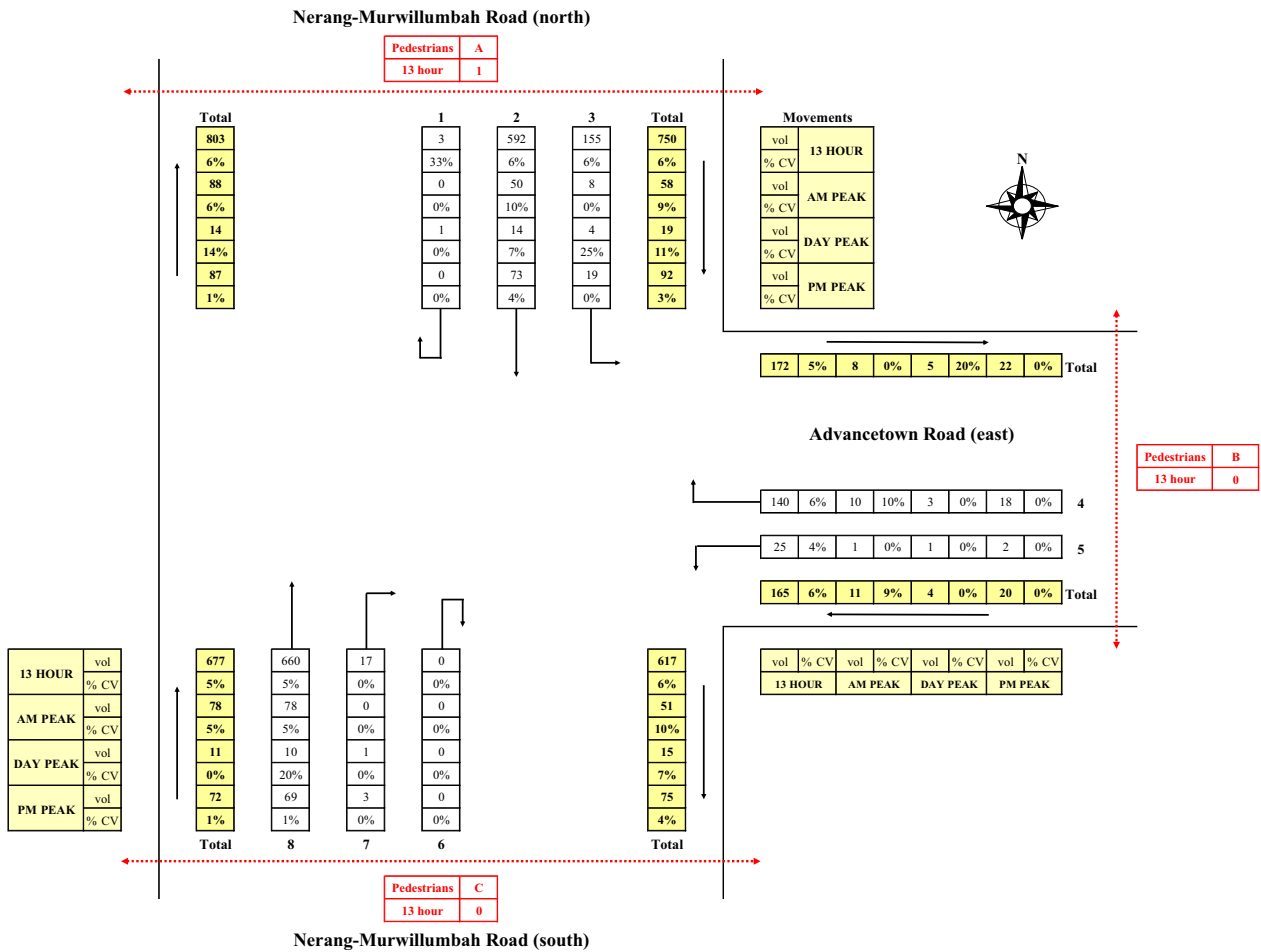 Nerang-Murwillumbah Road (north)
Pedestrians A
13 hour 1
Total 1 2 3 Total Movements
803 3 592 155 750 vol 13 HOUR
6% 33% 6% 6% 6% % CV
88 0 50 8 58 vol AM PEAK
6% 0% 10% 0% 9% % CV
14 1 14 4 19 vol DAY PEAK
14% 0% 7% 25% 11% % CV
87 0 73 19 92 vol PM PEAK
1% 0% 4% 0% 3% % CV
N
172 5% 8 0% 5 20% 22 0% Total
Advancetown Road (east)
Pedestrians B
13 hour 0
140 6% 10 10% 3 0% 18 0% 4
25 4% 1 0% 1 0% 2 0% 5
165 6% 11 9% 4 0% 20 0% Total
13 HOUR vol 677 660 17 0 617 vol % CV vol % CV vol % CV vol % CV
% CV 5% 5% 0% 0% 6% 13 HOUR AM PEAK DAY PEAK PM PEAK
AM PEAK vol 78 78 0 0 51
% CV 5% 5% 0% 0% 10%
DAY PEAK vol 11 10 1 0 15
% CV 0% 20% 0% 0% 7%
PM PEAK vol 72 69 3 0 75
% CV 1% 1% 0% 0% 4%
Total 8 7 6 Total
Pedestrians C
13 hour 0
Nerang-Murwillumbah Road (south)